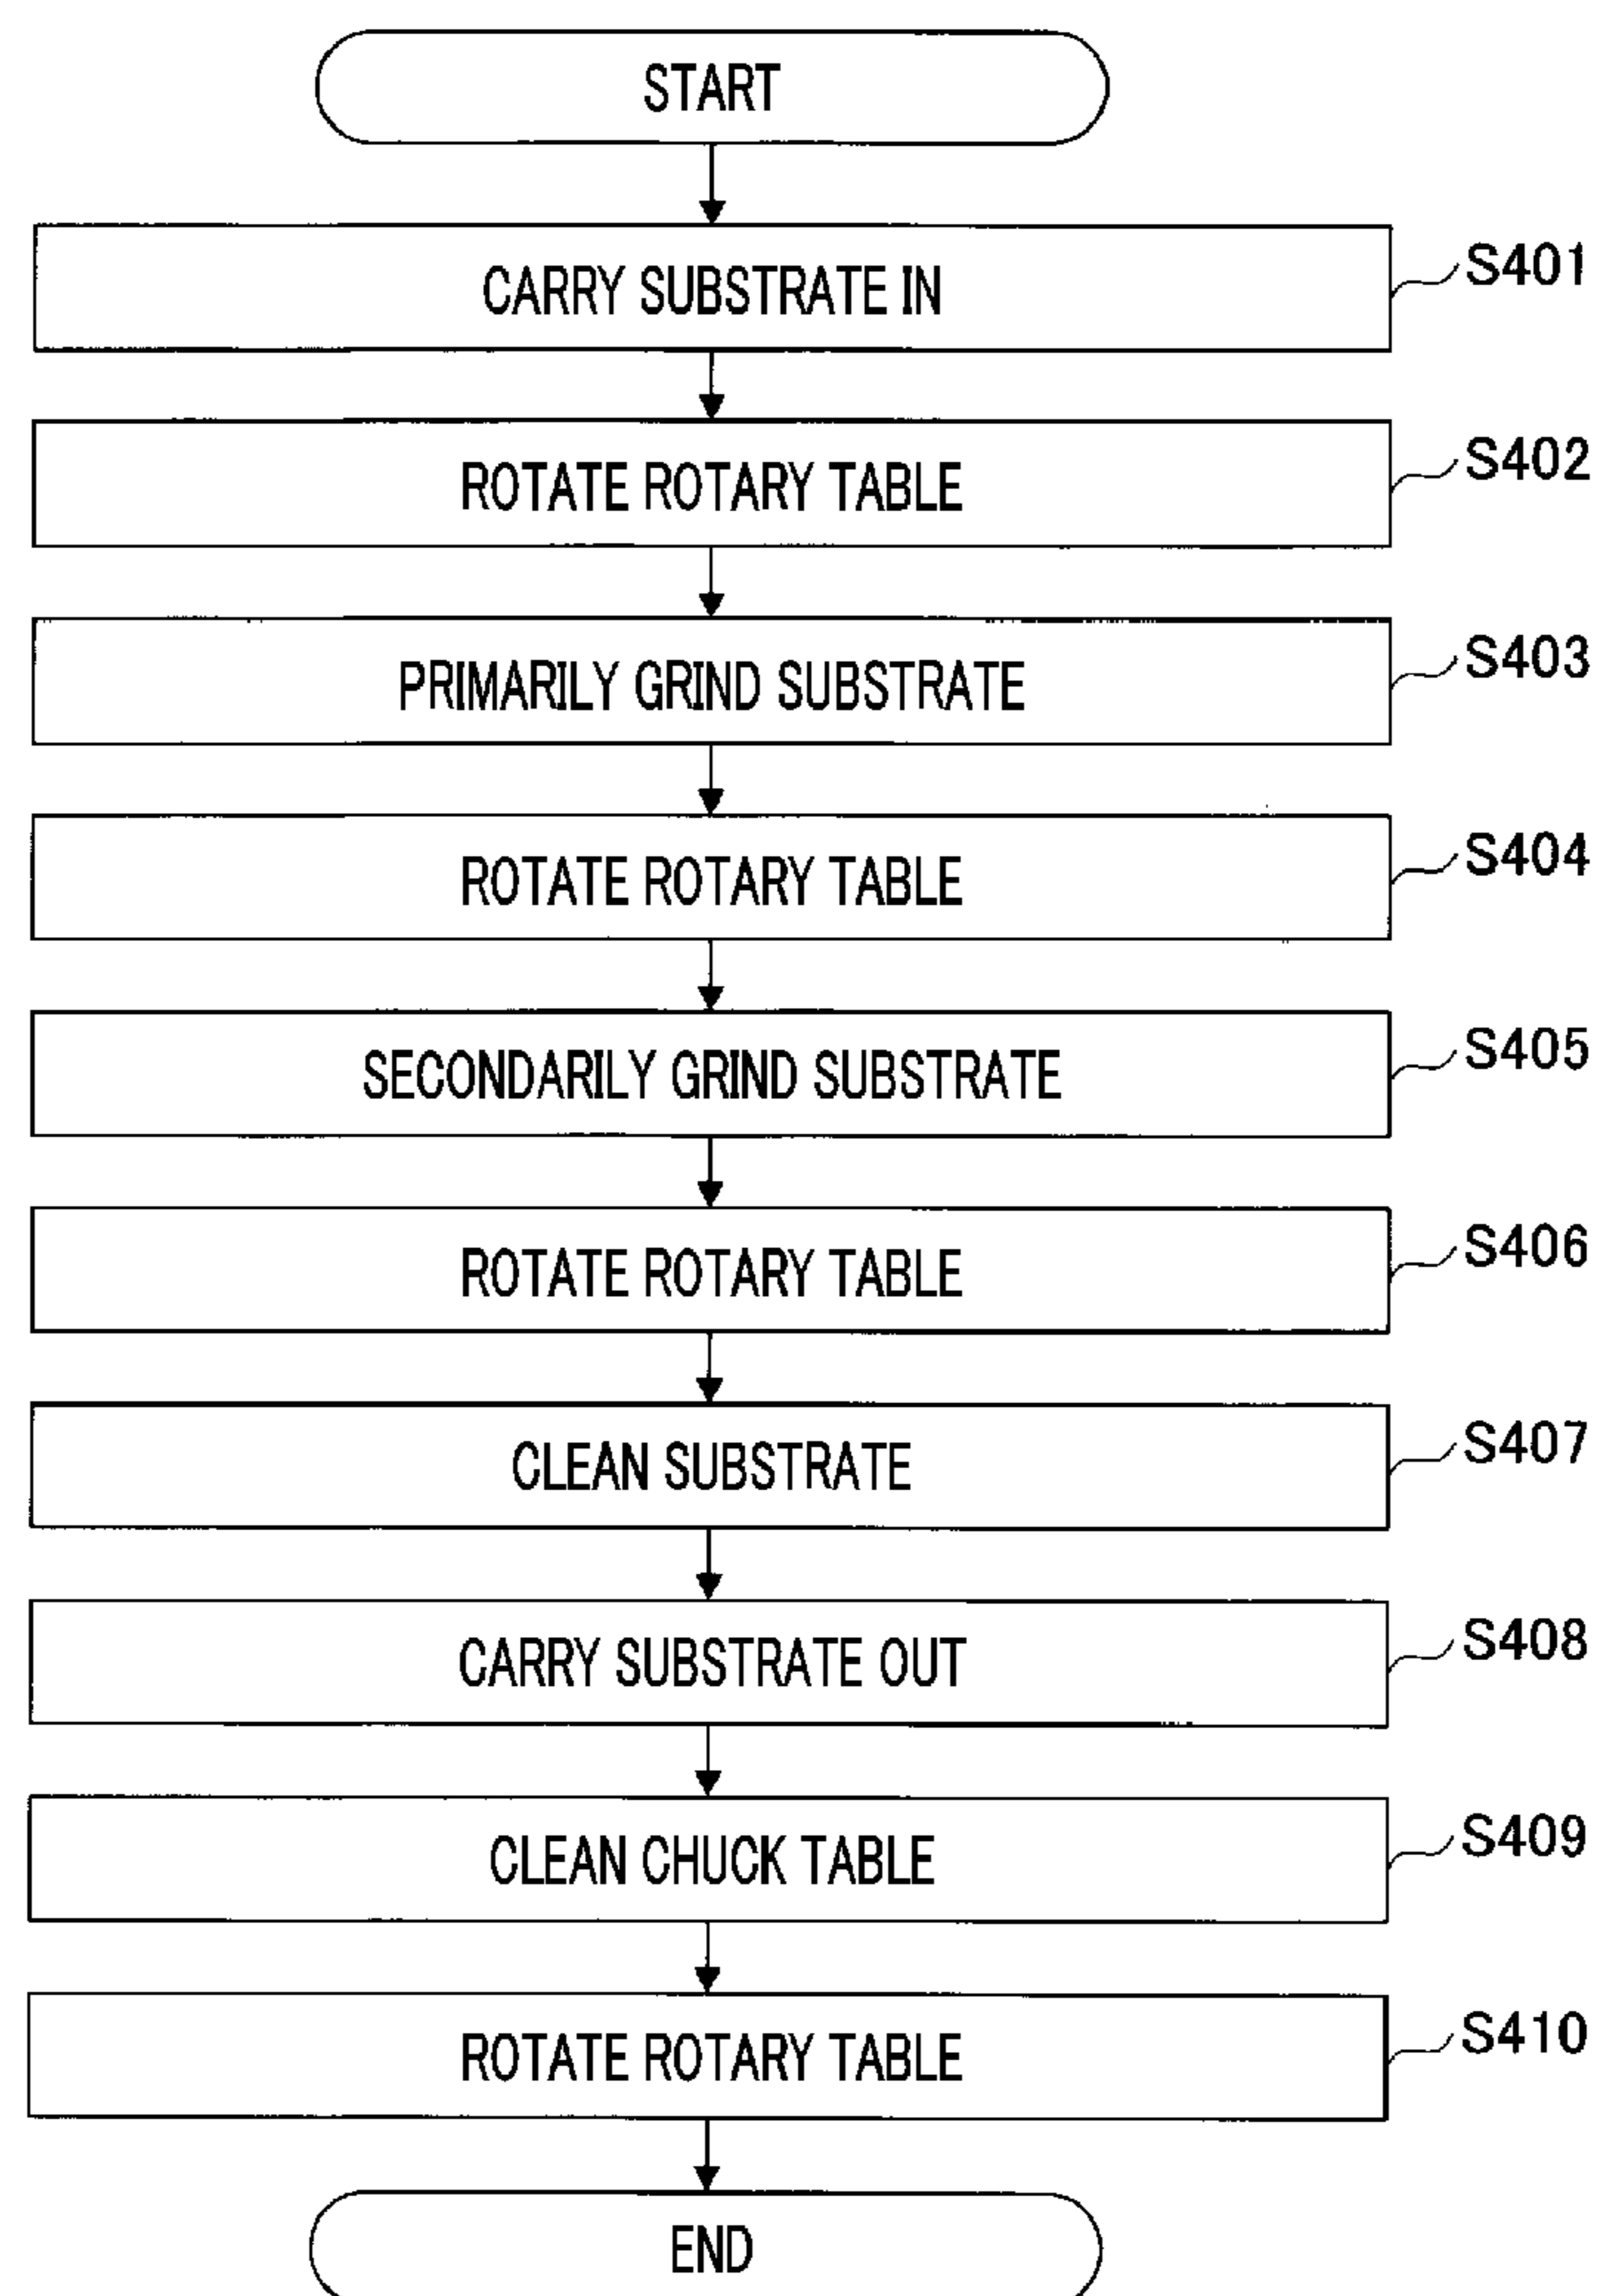 START
CARRY SUBSTRATE IN
S401
ROTATE ROTARY TABLE
S402
PRIMARILY GRIND SUBSTRATE
S403
ROTATE ROTARY TABLE
S404
SECONDARILY GRIND SUBSTRATE
S405
ROTATE ROTARY TABLE
S406
CLEAN SUBSTRATE
S407
CARRY SUBSTRATE OUT
S408
CLEAN CHUCK TABLE
S409
ROTATE ROTARY TABLE
S410
END